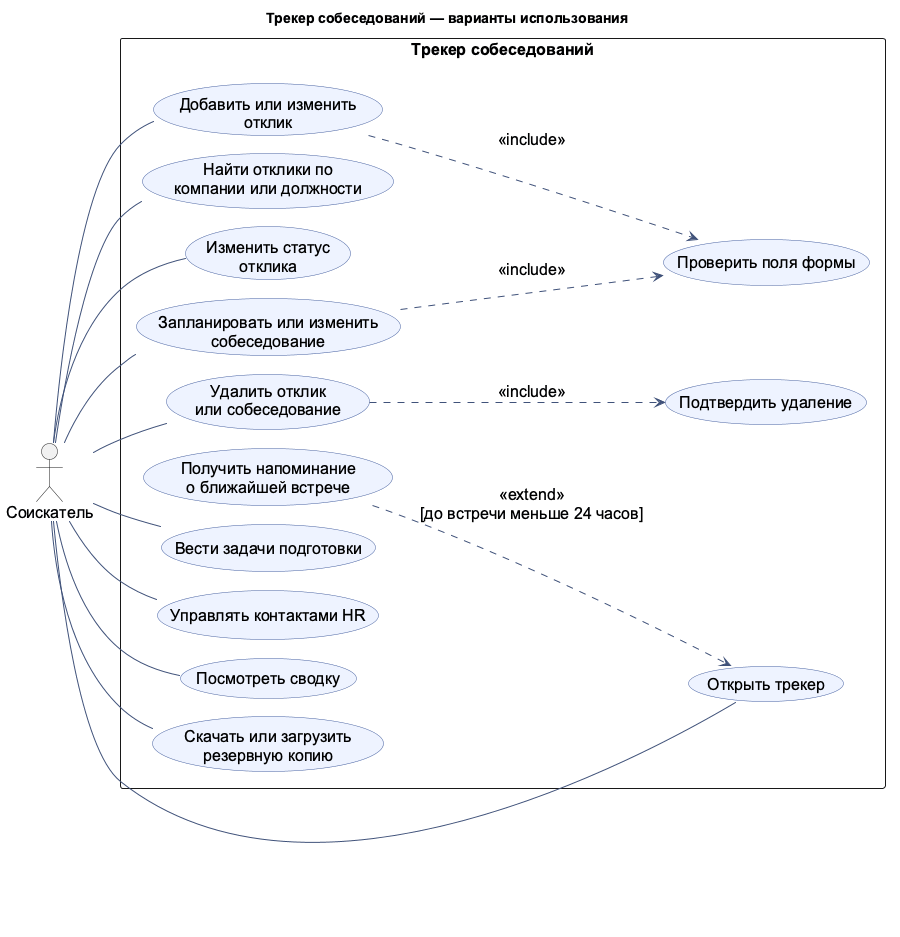 Трекер собеседований — варианты использования
Трекер собеседований
Добавить или изменить
отклик
«include»
Найти отклики по
компании или должности
Изменить статус
отклика
Проверить поля формы
«include»
Запланировать или изменить
собеседование
Удалить отклик
или собеседование
«include»
Подтвердить удаление
Получить напоминание
о ближайшей встрече
«extend»
[до встречи меньше 24 часов]
Соискатель
Вести задачи подготовки
Управлять контактами HR
Посмотреть сводку
Открыть трекер
Скачать или загрузить
резервную копию